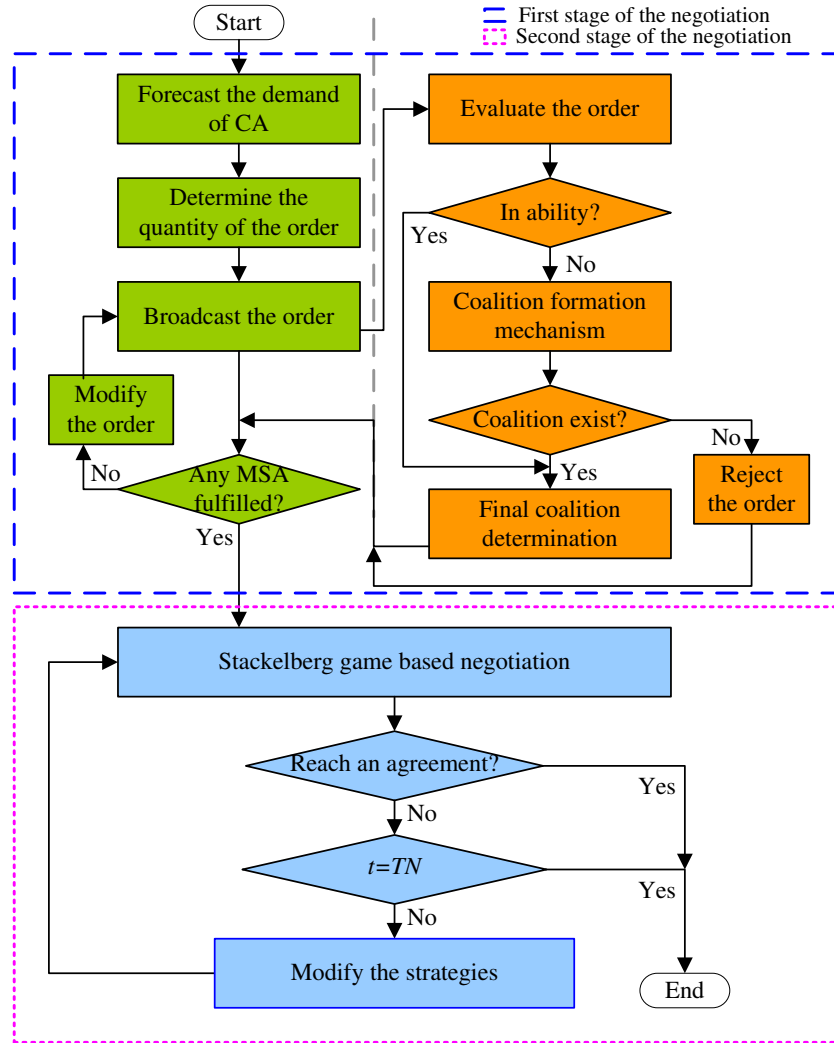 Start
First stage of the negotiation
Second stage of the negotiation
Forecast the demand
of CA
Determine the
quantity of the order
Broadcast the order
Modify
the order
No
Any MSA
fulfilled?
Yes
Evaluate the order
In ability?
Yes
No
Coalition formation
mechanism
Coalition exist?
No
Yes
Reject
the order
Final coalition
determination
Stackelberg game based negotiation
Reach an agreement?
Yes
No
t=TN
Yes
No
Modify the strategies
End